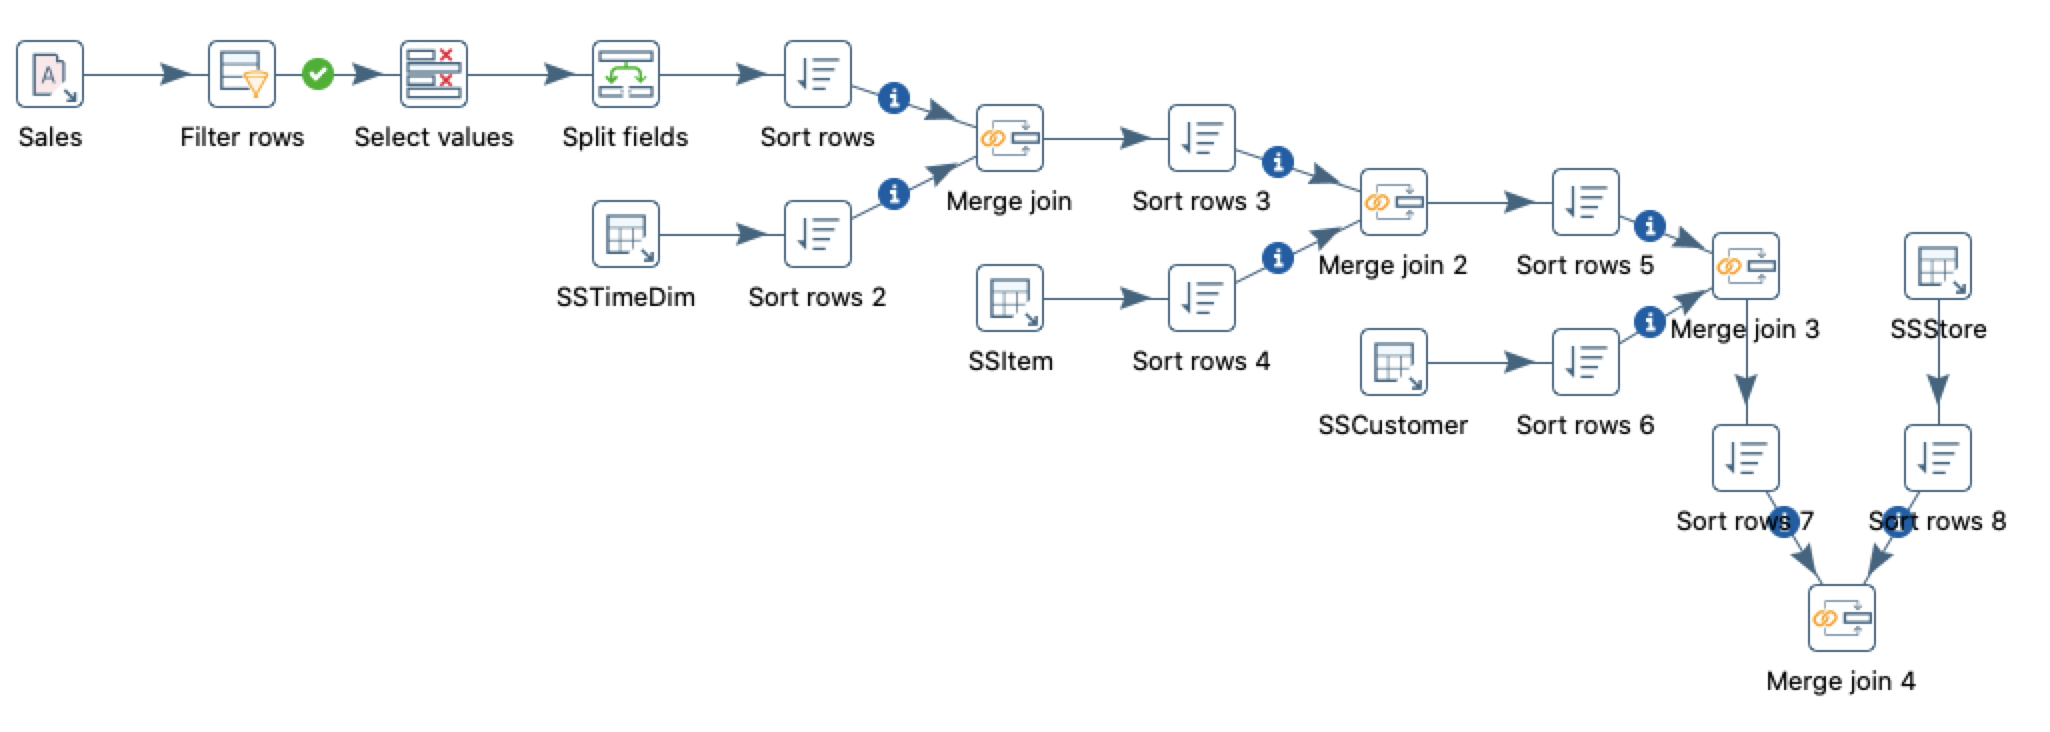 Sales
Filter rows
Select values
Split fields
Sort rows
Merge join
Sort rows 3
SSTimeDim
Sort rows 2
Merge join 2
Sort rows 5
SSItem
Sort rows 4
Merge join 3
SSStore
SSCustomer
Sort rows 6
Sort rows 7
Sort rows 8
Merge join 4